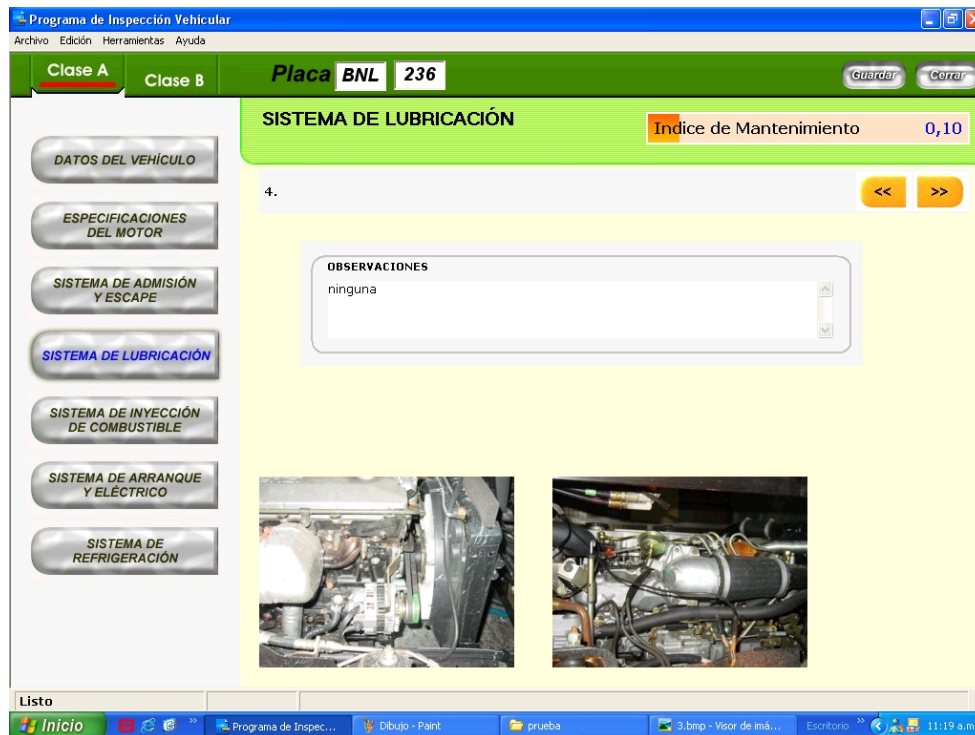 Programa de Inspección Vehicular
Archivo Edición Herramientas Ayuda
Clase A Clase B Placa BNL 236 Guardar Cerrar
SISTEMA DE LUBRICACIÓN
Indice de Mantenimiento 0,10
DATOS DEL VEHÍCULO
4. << >>
ESPECIFICACIONES
DEL MOTOR
OBSERVACIONES
ninguna
SISTEMA DE ADMISIÓN
Y ESCAPE
SISTEMA DE LUBRICACIÓN
SISTEMA DE INYECCIÓN
DE COMBUSTIBLE
SISTEMA DE ARRANQUE
Y ELÉCTRICO
SISTEMA DE
REFRIGERACIÓN
Listo
Inicio » Programa de Inspec... Dibujo - Paint prueba 3.bmp - Visor de imá... Escritorio » 11:19 a.m